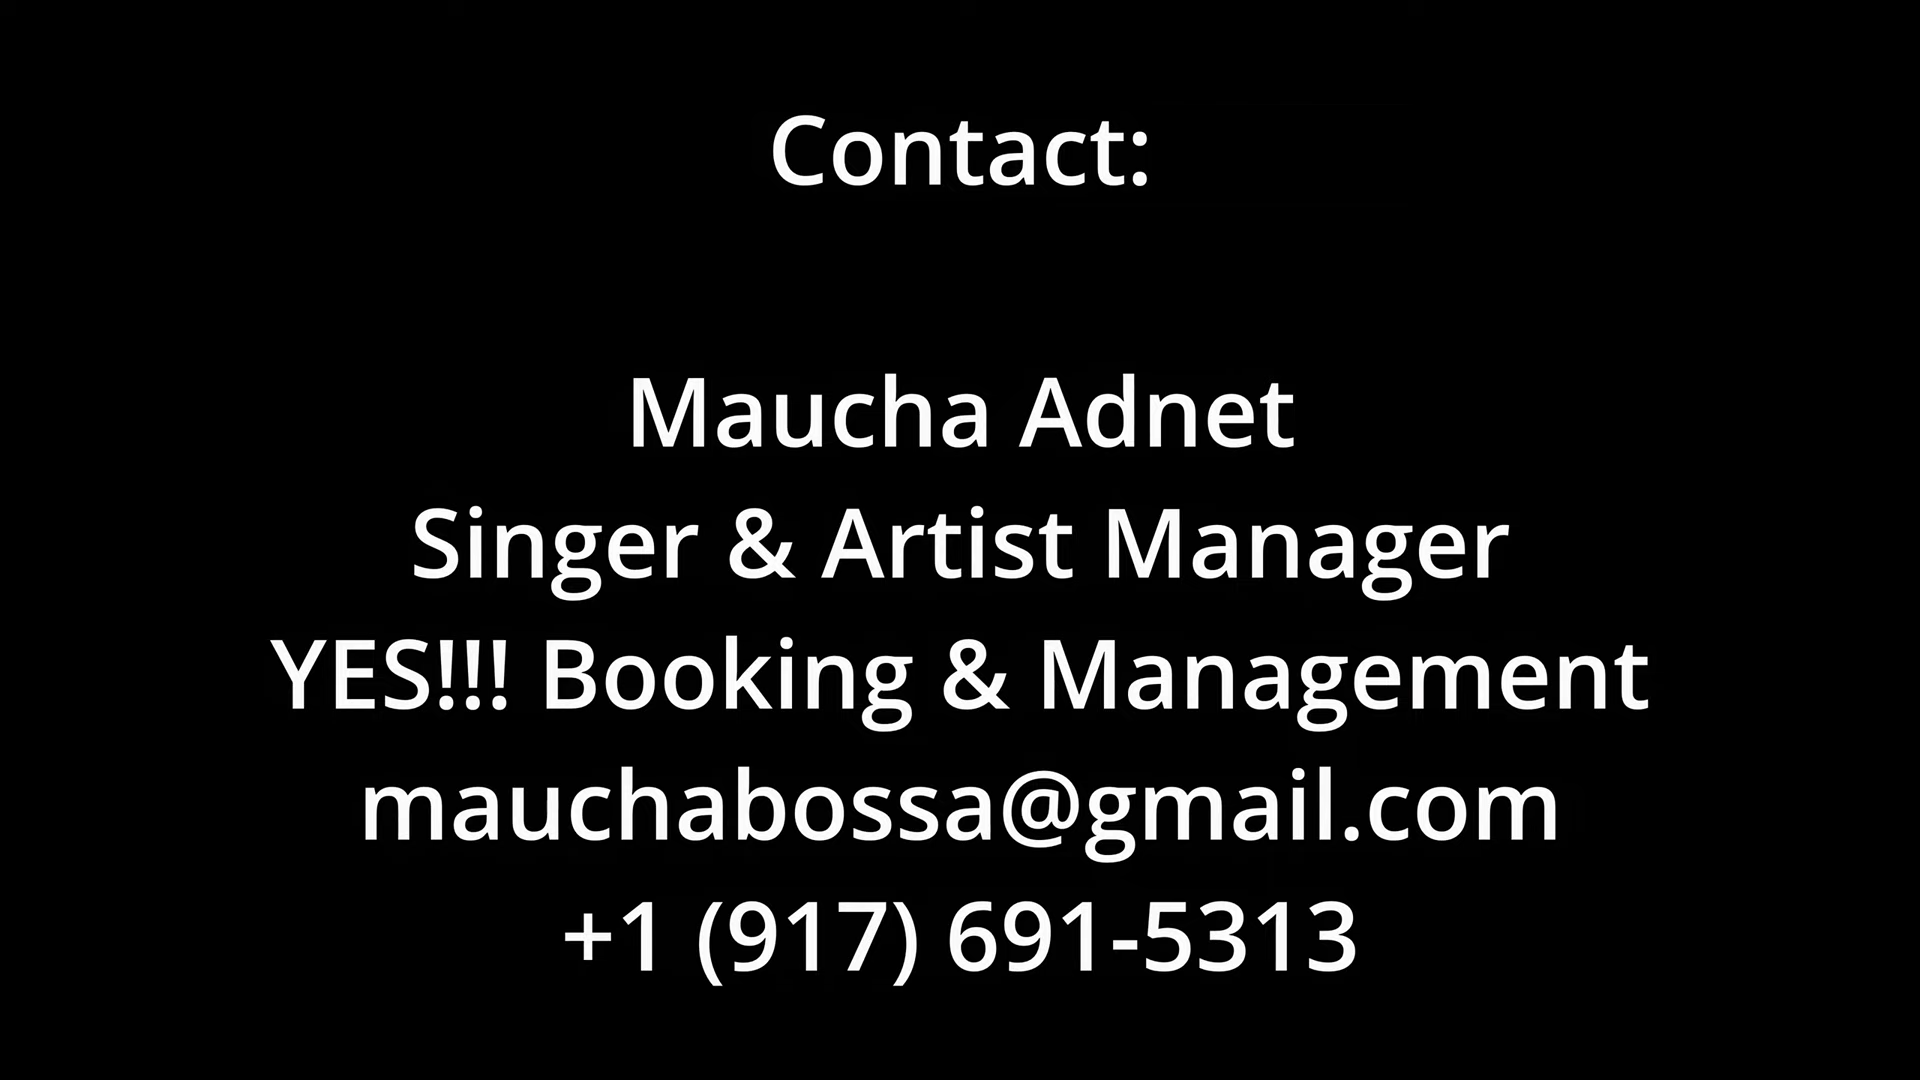 Contact:
Maucha Adnet
Singer & Artist Manager
YES!!! Booking & Management
mauchabossa@gmail.com
+1 (917) 691-5313